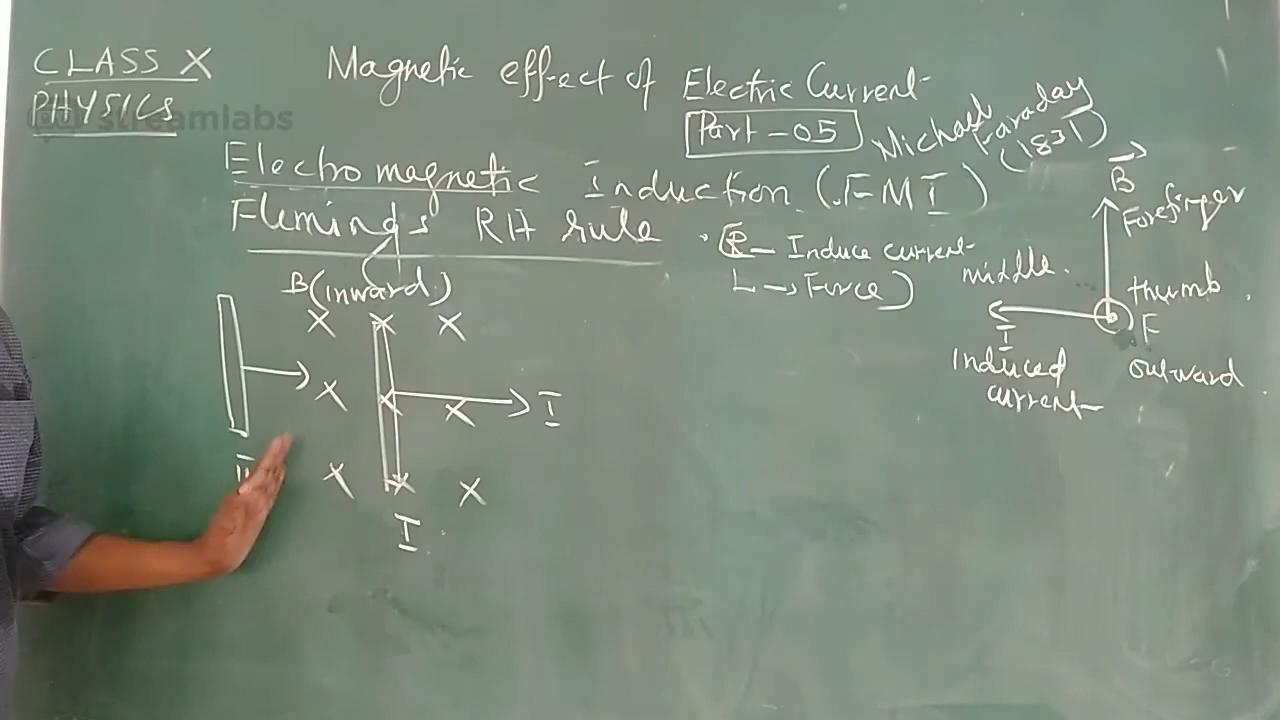 CLASS X
PHYSICS
streamlabs
Magnetic effect of Electric Current
Part-05
Michael Faraday
(1831)
Electromagnetic Induction (EMI)
Flemings RH rule
(R – Induce current
L → Force)
B (inward)
X X X
X X X
X X X
I
I
B
Forefinger
middle
thumb
F
I
outward
Induced
current